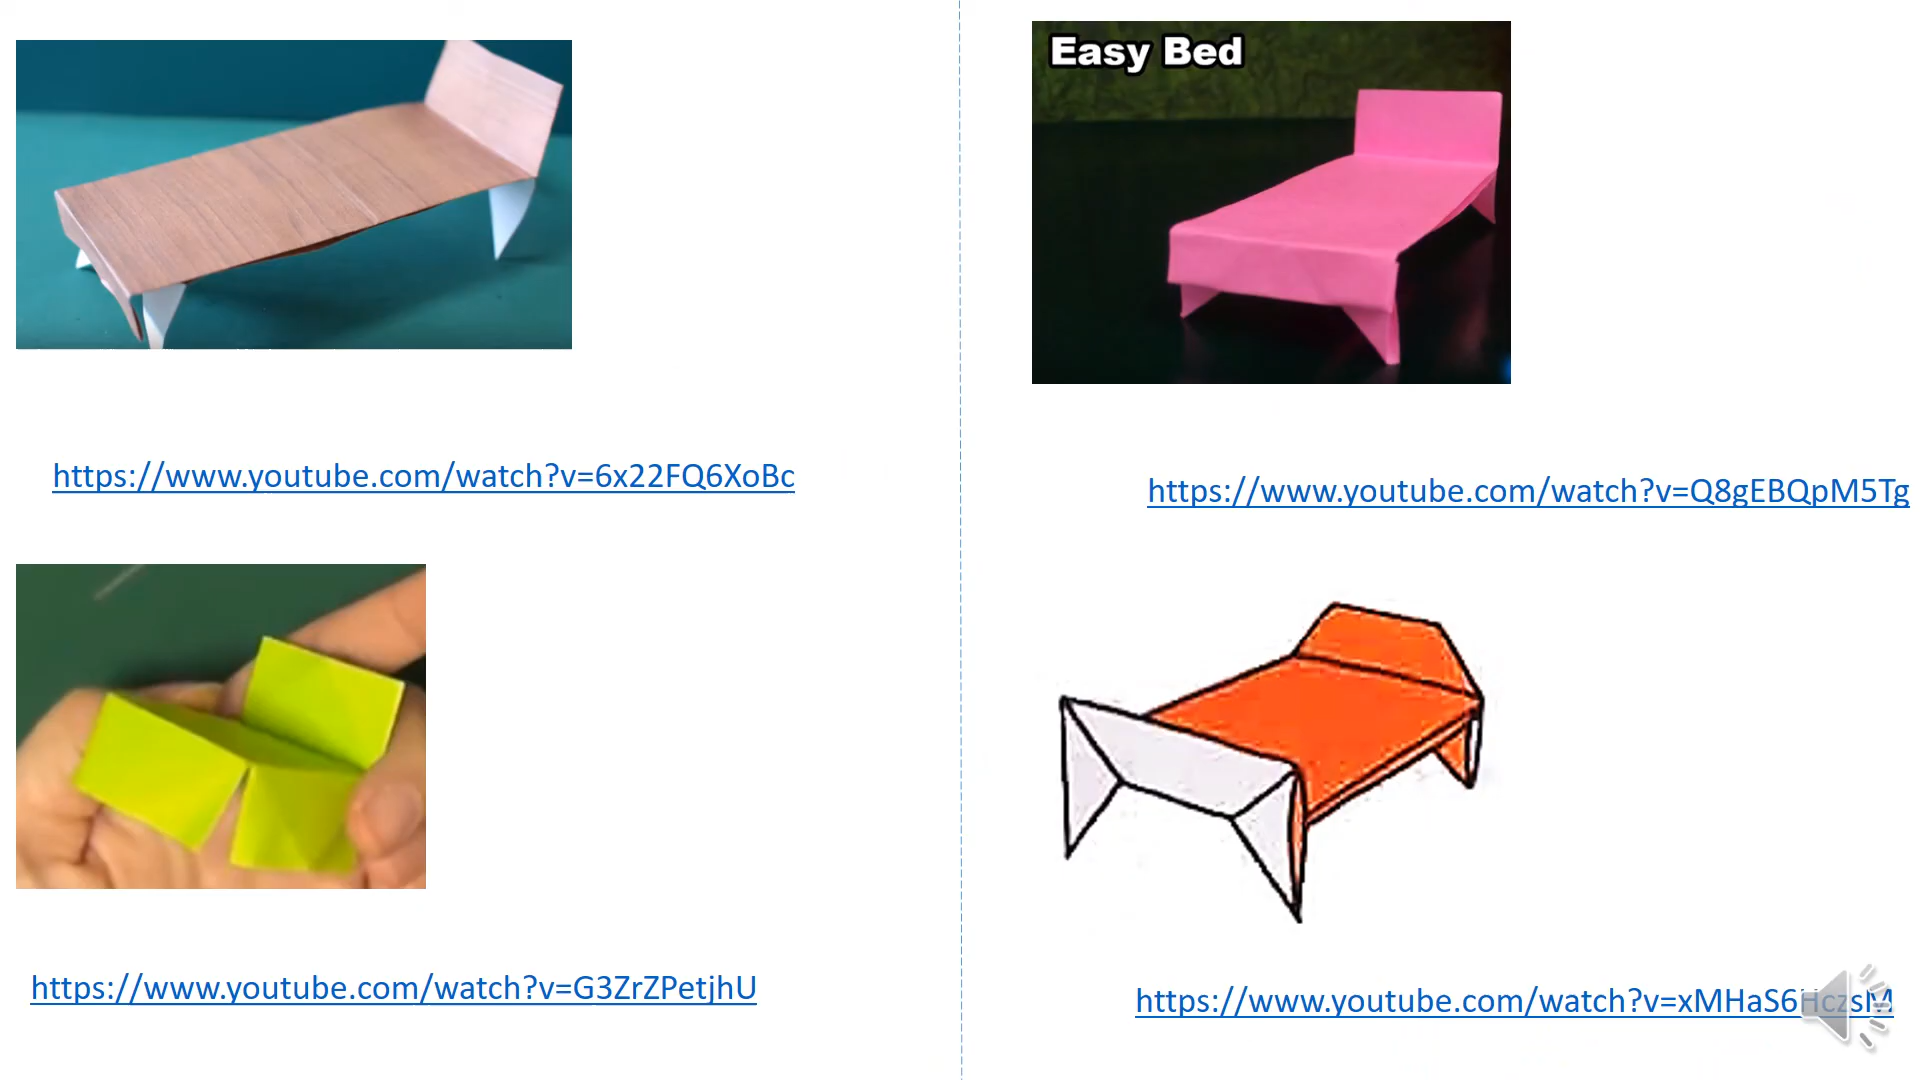 Easy Bed
https://www.youtube.com/watch?v=6x22FQ6XoBc
https://www.youtube.com/watch?v=Q8gEBQpM5Tg
https://www.youtube.com/watch?v=G3ZrZPetjhU
https://www.youtube.com/watch?v=xMHaS6HczsM